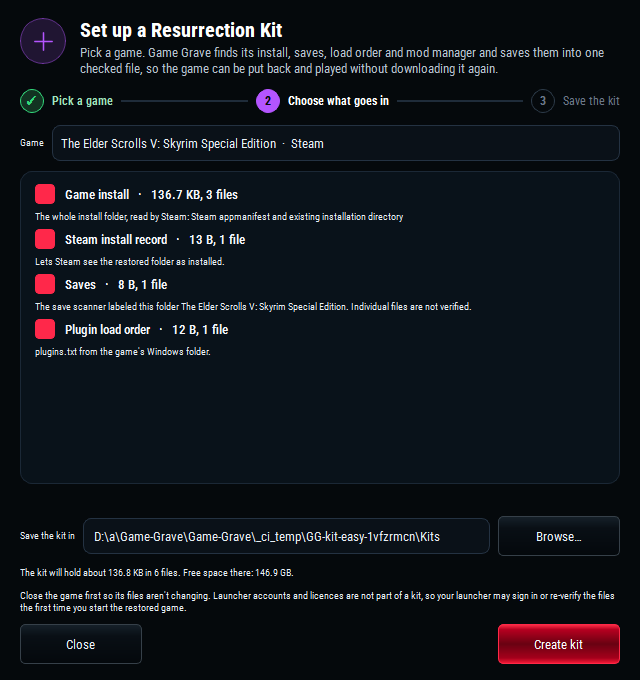 Set up a Resurrection Kit
Pick a game. Game Grave finds its install, saves, load order and mod manager and saves them into one
checked file, so the game can be put back and played without downloading it again.
✓ Pick a game 2 Choose what goes in 3 Save the kit
Game The Elder Scrolls V: Skyrim Special Edition · Steam
Game install · 136.7 KB, 3 files
The whole install folder, read by Steam: Steam appmanifest and existing installation directory
Steam install record · 13 B, 1 file
Lets Steam see the restored folder as installed.
Saves · 8 B, 1 file
The save scanner labeled this folder The Elder Scrolls V: Skyrim Special Edition. Individual files are not verified.
Plugin load order · 12 B, 1 file
plugins.txt from the game's Windows folder.
Save the kit in D:\a\Game-Grave\Game-Grave\_ci_temp\GG-kit-easy-1vfzrmcn\Kits Browse…
The kit will hold about 136.8 KB in 6 files. Free space there: 146.9 GB.
Close the game first so its files aren't changing. Launcher accounts and licences are not part of a kit, so your launcher may sign in or re-verify the files
the first time you start the restored game.
Close Create kit